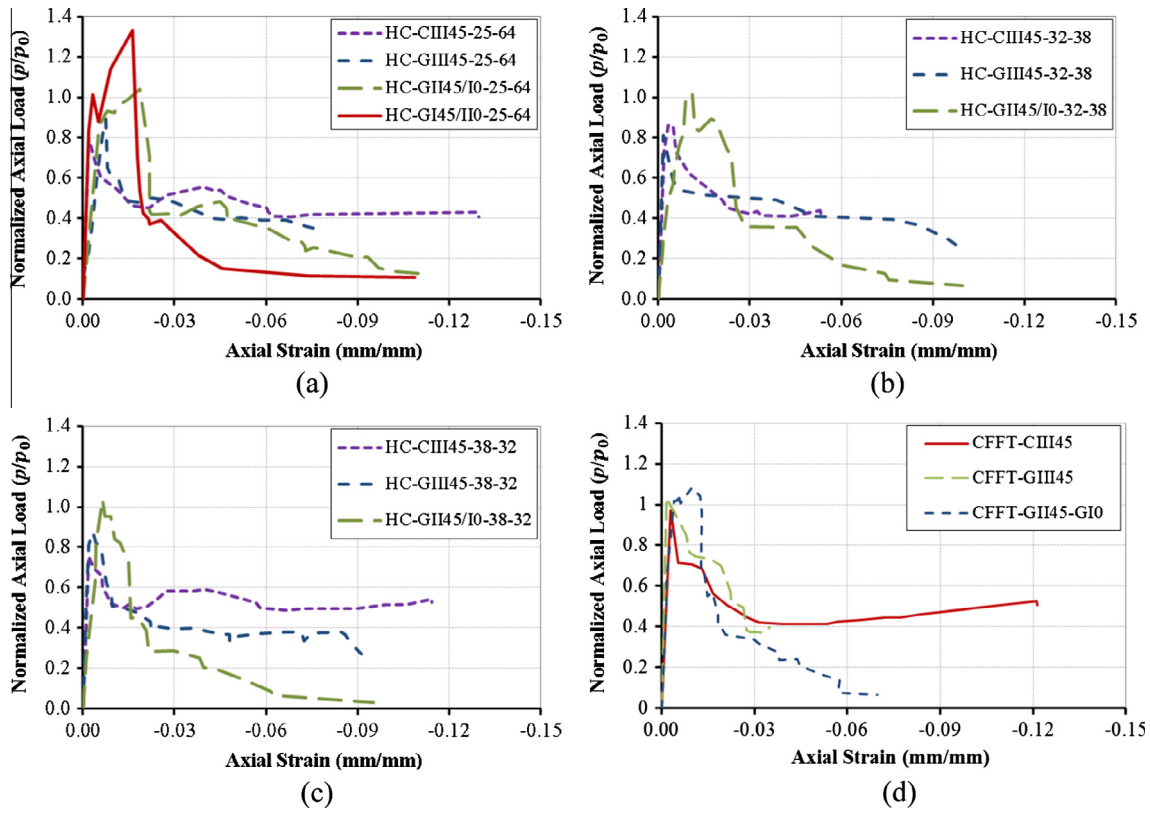 Normalized Axial Load (p/p0)
1.4
1.2
1.0
0.8
0.6
0.4
0.2
0.0
0.00 -0.03 -0.06 -0.09 -0.12 -0.15
Axial Strain (mm/mm)
HC-CIII45-25-64
HC-GIII45-25-64
HC-GII45/I0-25-64
HC-GI45/II0-25-64
(a)
Normalized Axial Load (p/p0)
1.4
1.2
1.0
0.8
0.6
0.4
0.2
0.0
0.00 -0.03 -0.06 -0.09 -0.12 -0.15
Axial Strain (mm/mm)
HC-CIII45-32-38
HC-GIII45-32-38
HC-GII45/I0-32-38
(b)
Normalized Axial Load (p/p0)
1.4
1.2
1.0
0.8
0.6
0.4
0.2
0.0
0.00 -0.03 -0.06 -0.09 -0.12 -0.15
Axial Strain (mm/mm)
HC-CIII45-38-32
HC-GIII45-38-32
HC-GII45/I0-38-32
(c)
Normalized Axial Load (p/p0)
1.4
1.2
1
0.8
0.6
0.4
0.2
0
0.00 -0.03 -0.06 -0.09 -0.12 -0.15
Axial Strain (mm/mm)
CFFT-CIII45
CFFT-GIII45
CFFT-GII45-GI0
(d)